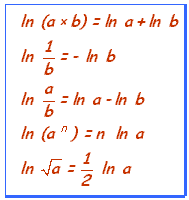 ln (a × b) = ln a + ln b
ln 1/b = - ln b
ln a/b = ln a - ln b
ln (a ⁿ) = n ln a
ln √a = 1/2 ln a